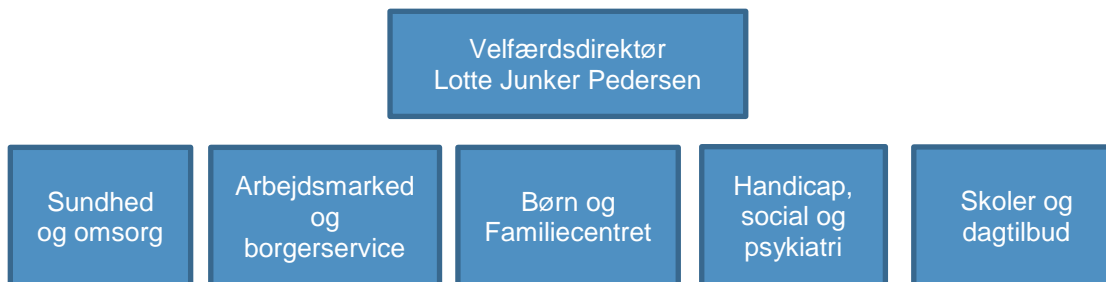 Velfærdsdirektør
Lotte Junker Pedersen
Sundhed
og omsorg
Arbejdsmarked
og
borgerservice
Børn og
Familiecentret
Handicap,
social og
psykiatri
Skoler og
dagtilbud